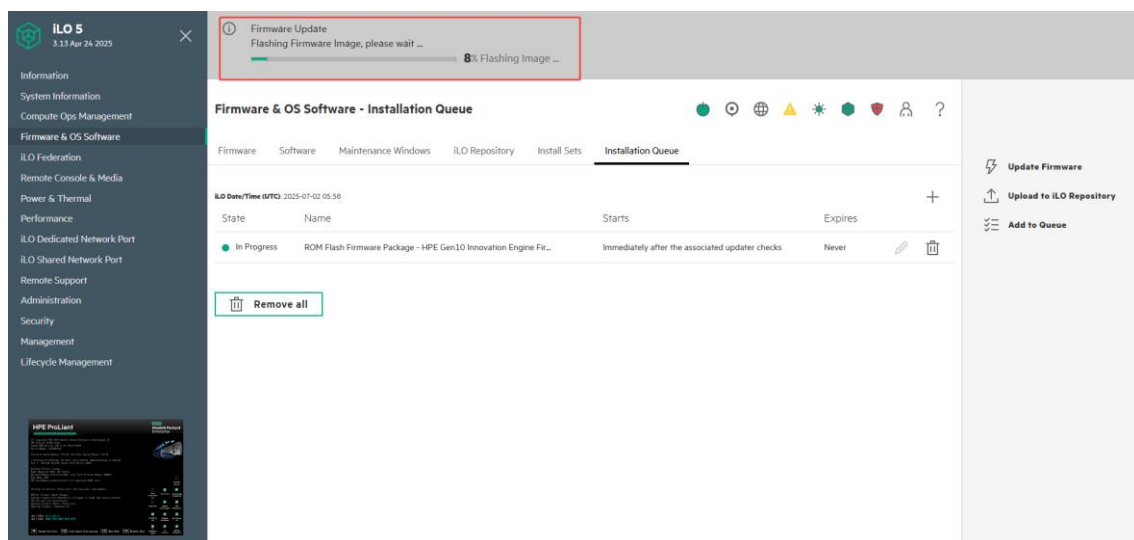 iLO 5
3.13 Apr 24 2025
Information
System Information
Compute Ops Management
Firmware & OS Software
iLO Federation
Remote Console & Media
Power & Thermal
Performance
iLO Dedicated Network Port
iLO Shared Network Port
Remote Support
Administration
Security
Management
Lifecycle Management
HPE ProLiant
Firmware Update
Flashing Firmware Image, please wait ...
8% Flashing Image ...
Firmware & OS Software - Installation Queue
?
Firmware Software Maintenance Windows iLO Repository Install Sets Installation Queue
iLO Date/Time (UTC): 2025-07-02 05:58
State Name Starts Expires
In Progress ROM Flash Firmware Package - HPE Gen10 Innovation Engine Fir... Immediately after the associated updater checks Never
Remove all
Update Firmware
Upload to iLO Repository
Add to Queue